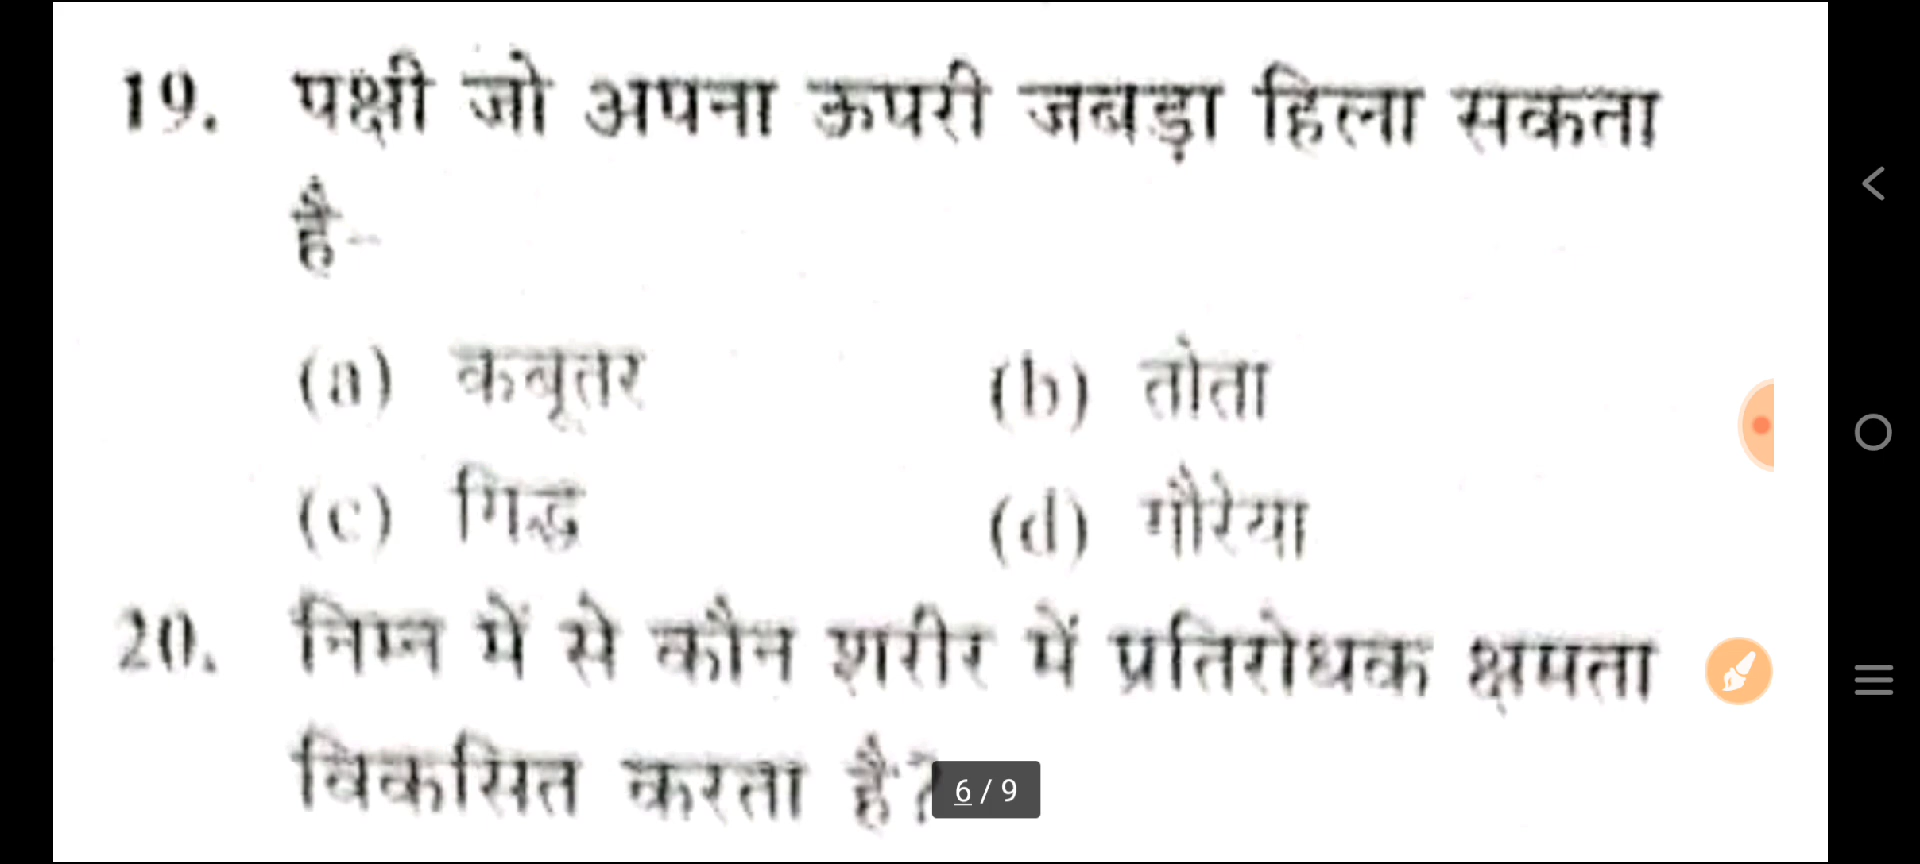 19. पक्षी जो अपना ऊपरी जबड़ा हिला सकता
है-
(a) कबूतर (b) तोता
(c) गिद्ध (d) गौरेया
20. निम्न में से कौन शरीर में प्रतिरोधक क्षमता
विकसित करता है?
6 / 9